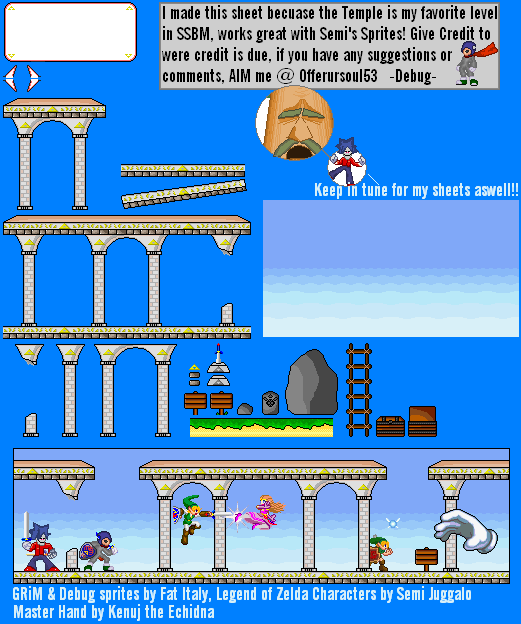 I made this sheet becuase the Temple is my favorite level
in SSBM, works great with Semi's Sprites! Give Credit to
were credit is due, if you have any suggestions or
comments, AIM me @ Offerursoul53 -Debug-
Keep in tune for my sheets aswell!!
GRiM & Debug sprites by Fat Italy, Legend of Zelda Characters by Semi Juggalo
Master Hand by Kenuj the Echidna